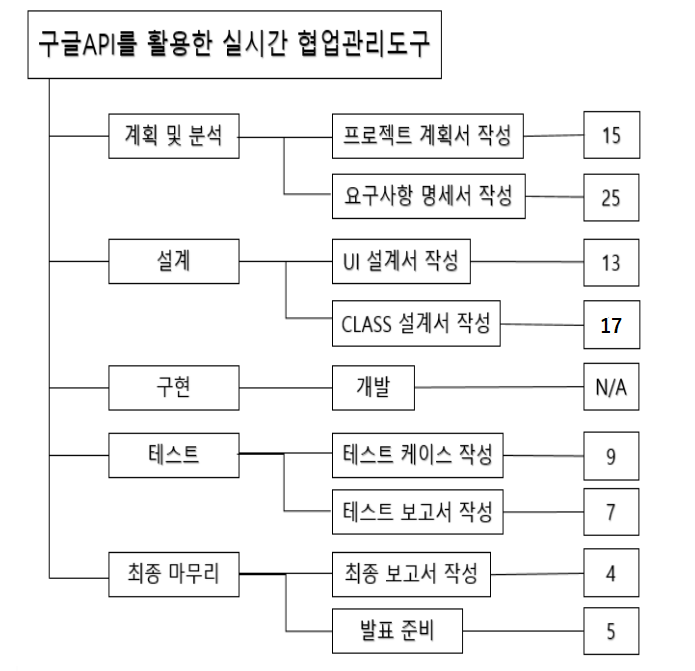 구글API를 활용한 실시간 협업관리도구
계획 및 분석
프로젝트 계획서 작성
15
요구사항 명세서 작성
25
설계
UI 설계서 작성
13
CLASS 설계서 작성
17
구현
개발
N/A
테스트
테스트 케이스 작성
9
테스트 보고서 작성
7
최종 마무리
최종 보고서 작성
4
발표 준비
5